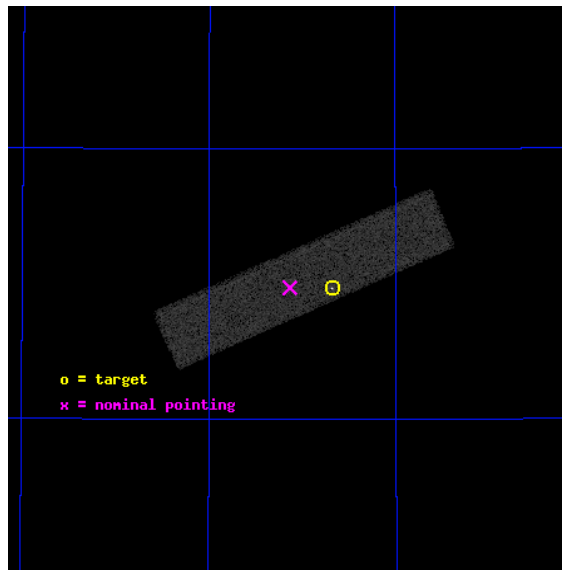 o = target
x = nominal pointing